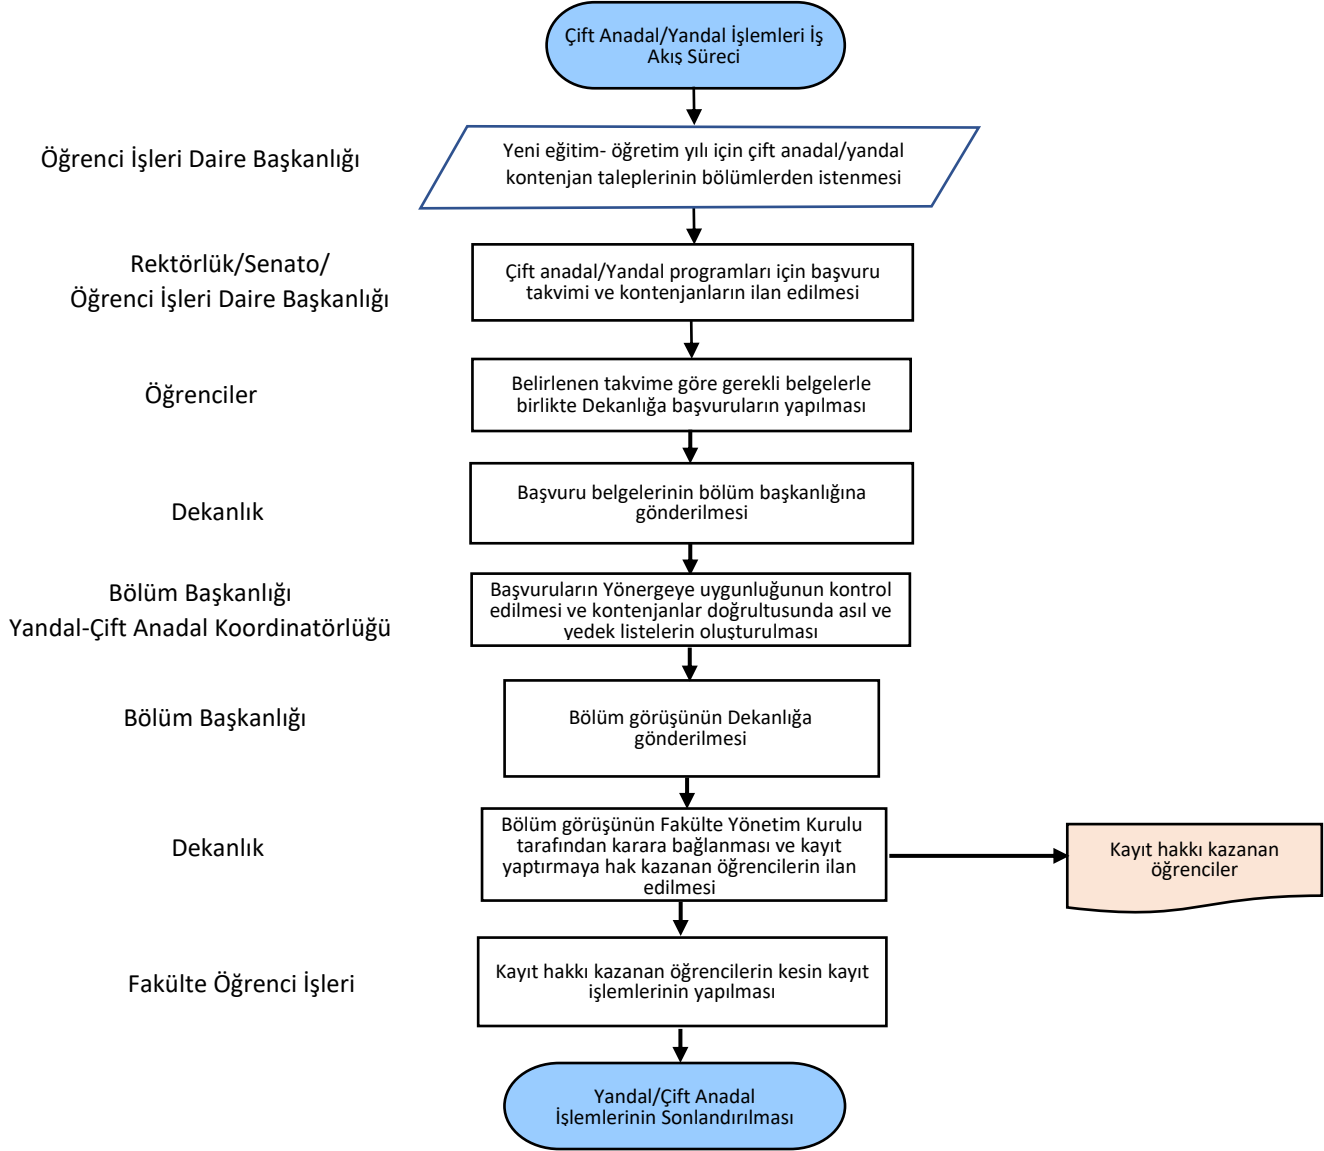 Çift Anadal/Yandal İşlemleri İş
Akış Süreci
Öğrenci İşleri Daire Başkanlığı
Yeni eğitim- öğretim yılı için çift anadal/yandal
kontenjan taleplerinin bölümlerden istenmesi
Rektörlük/Senato/
Öğrenci İşleri Daire Başkanlığı
Çift anadal/Yandal programları için başvuru
takvimi ve kontenjanların ilan edilmesi
Öğrenciler
Belirlenen takvime göre gerekli belgelerle
birlikte Dekanlığa başvuruların yapılması
Dekanlık
Başvuru belgelerinin bölüm başkanlığına
gönderilmesi
Bölüm Başkanlığı
Yandal-Çift Anadal Koordinatörlüğü
Başvuruların Yönergeye uygunluğunun kontrol
edilmesi ve kontenjanlar doğrultusunda asıl ve
yedek listelerin oluşturulması
Bölüm Başkanlığı
Bölüm görüşünün Dekanlığa
gönderilmesi
Dekanlık
Bölüm görüşünün Fakülte Yönetim Kurulu
tarafından karara bağlanması ve kayıt
yaptırmaya hak kazanan öğrencilerin ilan
edilmesi
Kayıt hakkı kazanan
öğrenciler
Fakülte Öğrenci İşleri
Kayıt hakkı kazanan öğrencilerin kesin kayıt
işlemlerinin yapılması
Yandal/Çift Anadal
İşlemlerinin Sonlandırılması